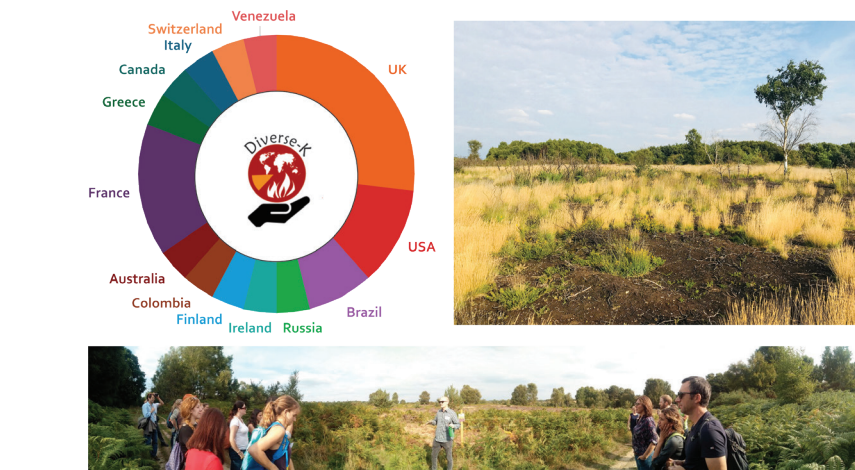 Venezuela
Switzerland
Italy
Canada
Greece
France
Australia
Colombia
Finland
Ireland
Russia
Brazil
USA
UK
Diverse-K